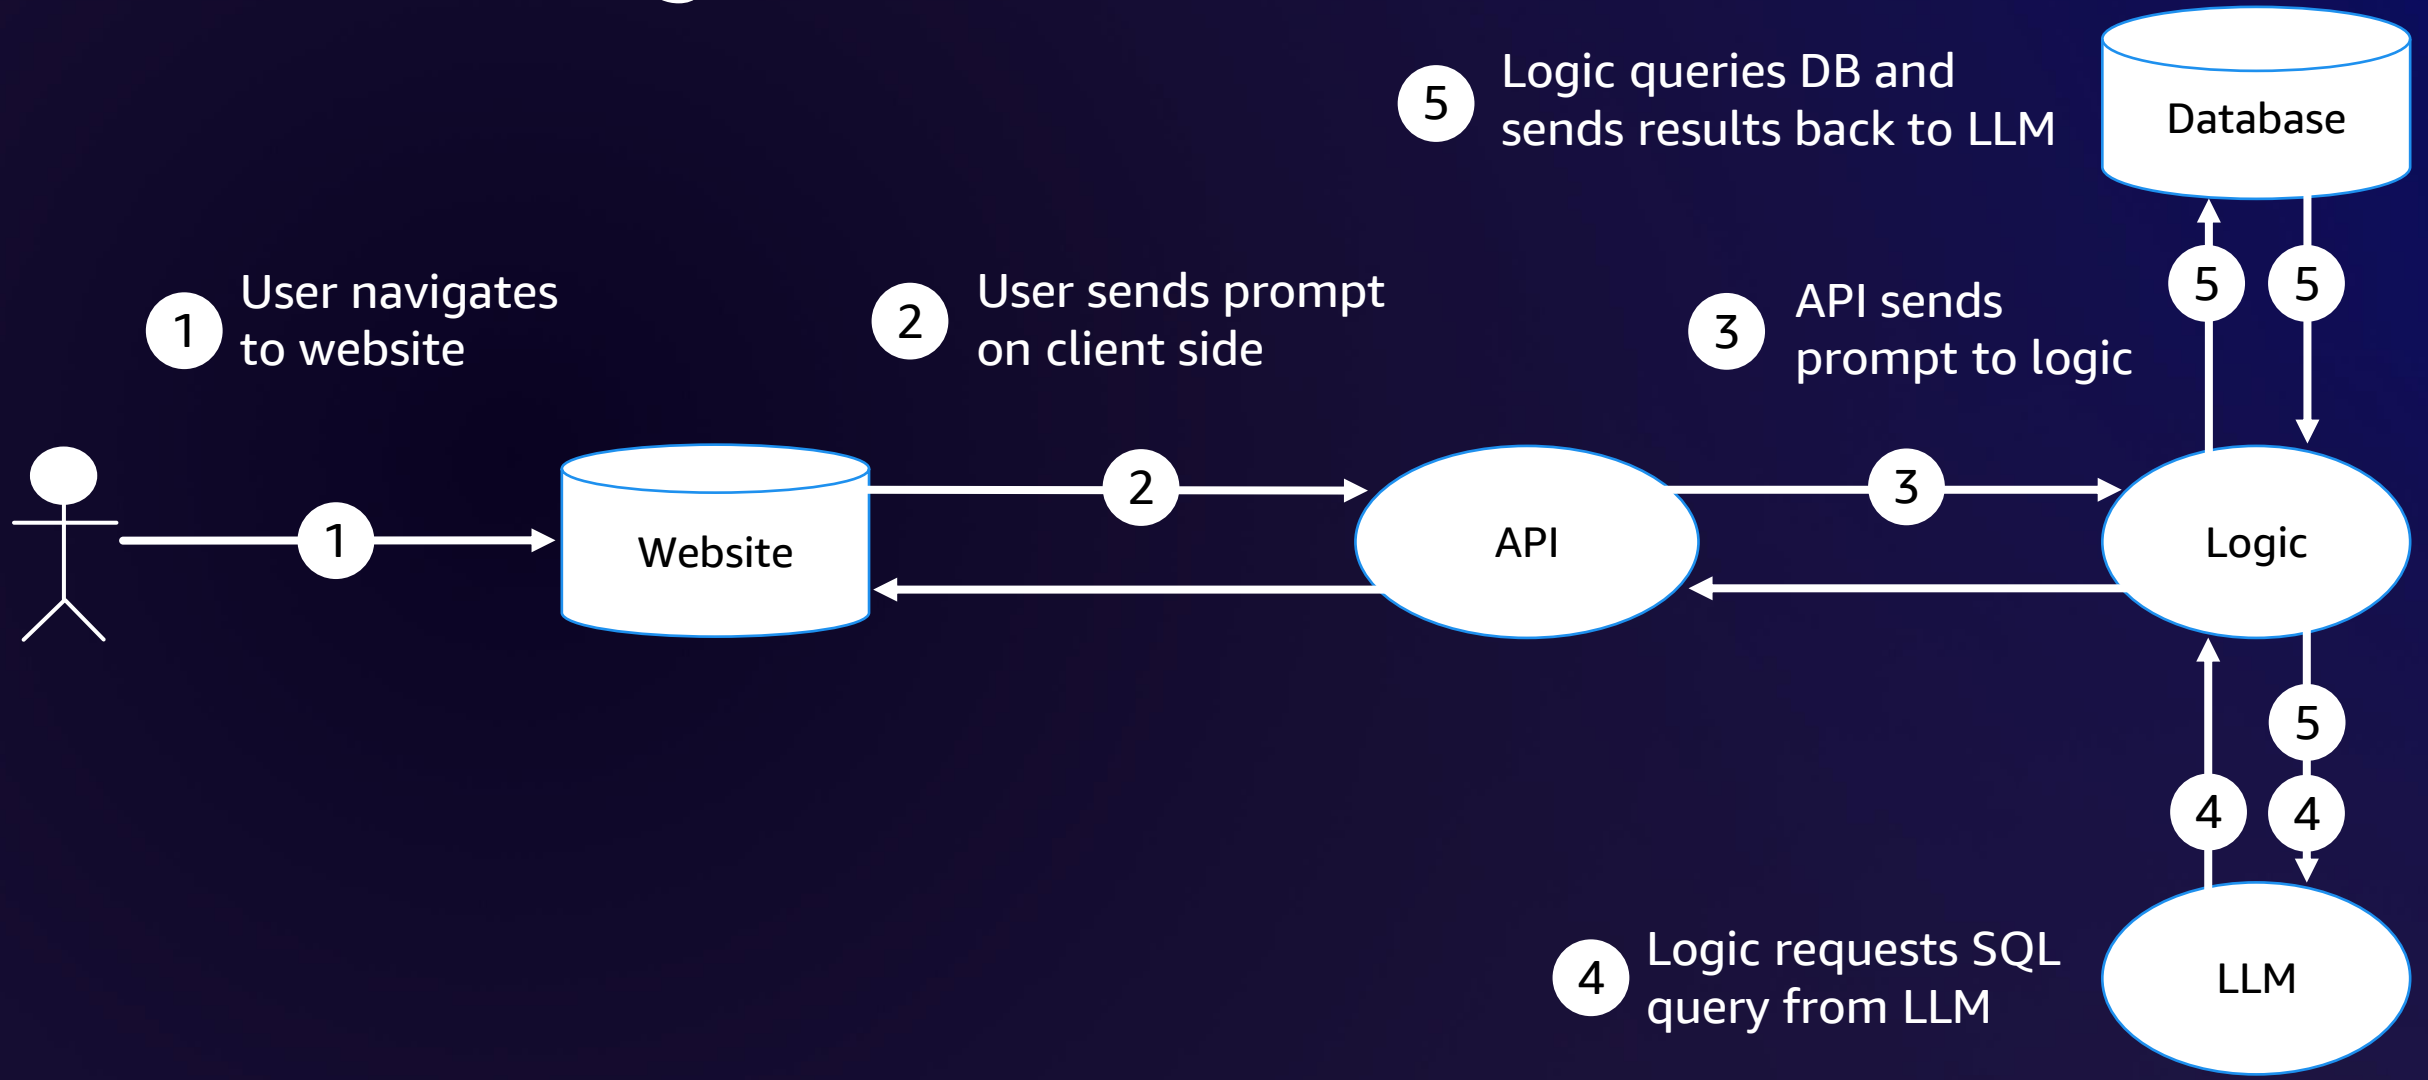 5
Logic queries DB and
sends results back to LLM
Database
1
User navigates
to website
2
User sends prompt
on client side
3
API sends
prompt to logic
5
5
1
Website
2
API
3
Logic
5
4
4
4
Logic requests SQL
query from LLM
LLM